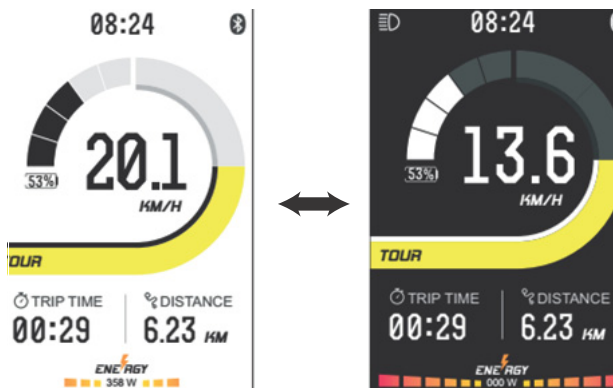 08:24
53%
20.1
KM/H
TOUR
TRIP TIME
DISTANCE
00:29
6.23 KM
ENERGY
358 W
08:24
53%
13.6
KM/H
TOUR
TRIP TIME
DISTANCE
00:29
6.23 KM
ENERGY
000 W